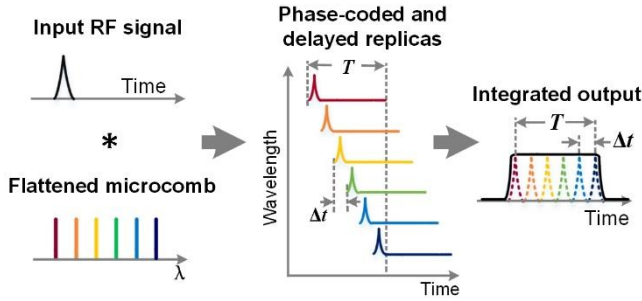 Input RF signal
Time
*
Flattened microcomb
λ
Phase-coded and
delayed replicas
T
Wavelength
Δt
Time
Integrated output
T
Δt
Time